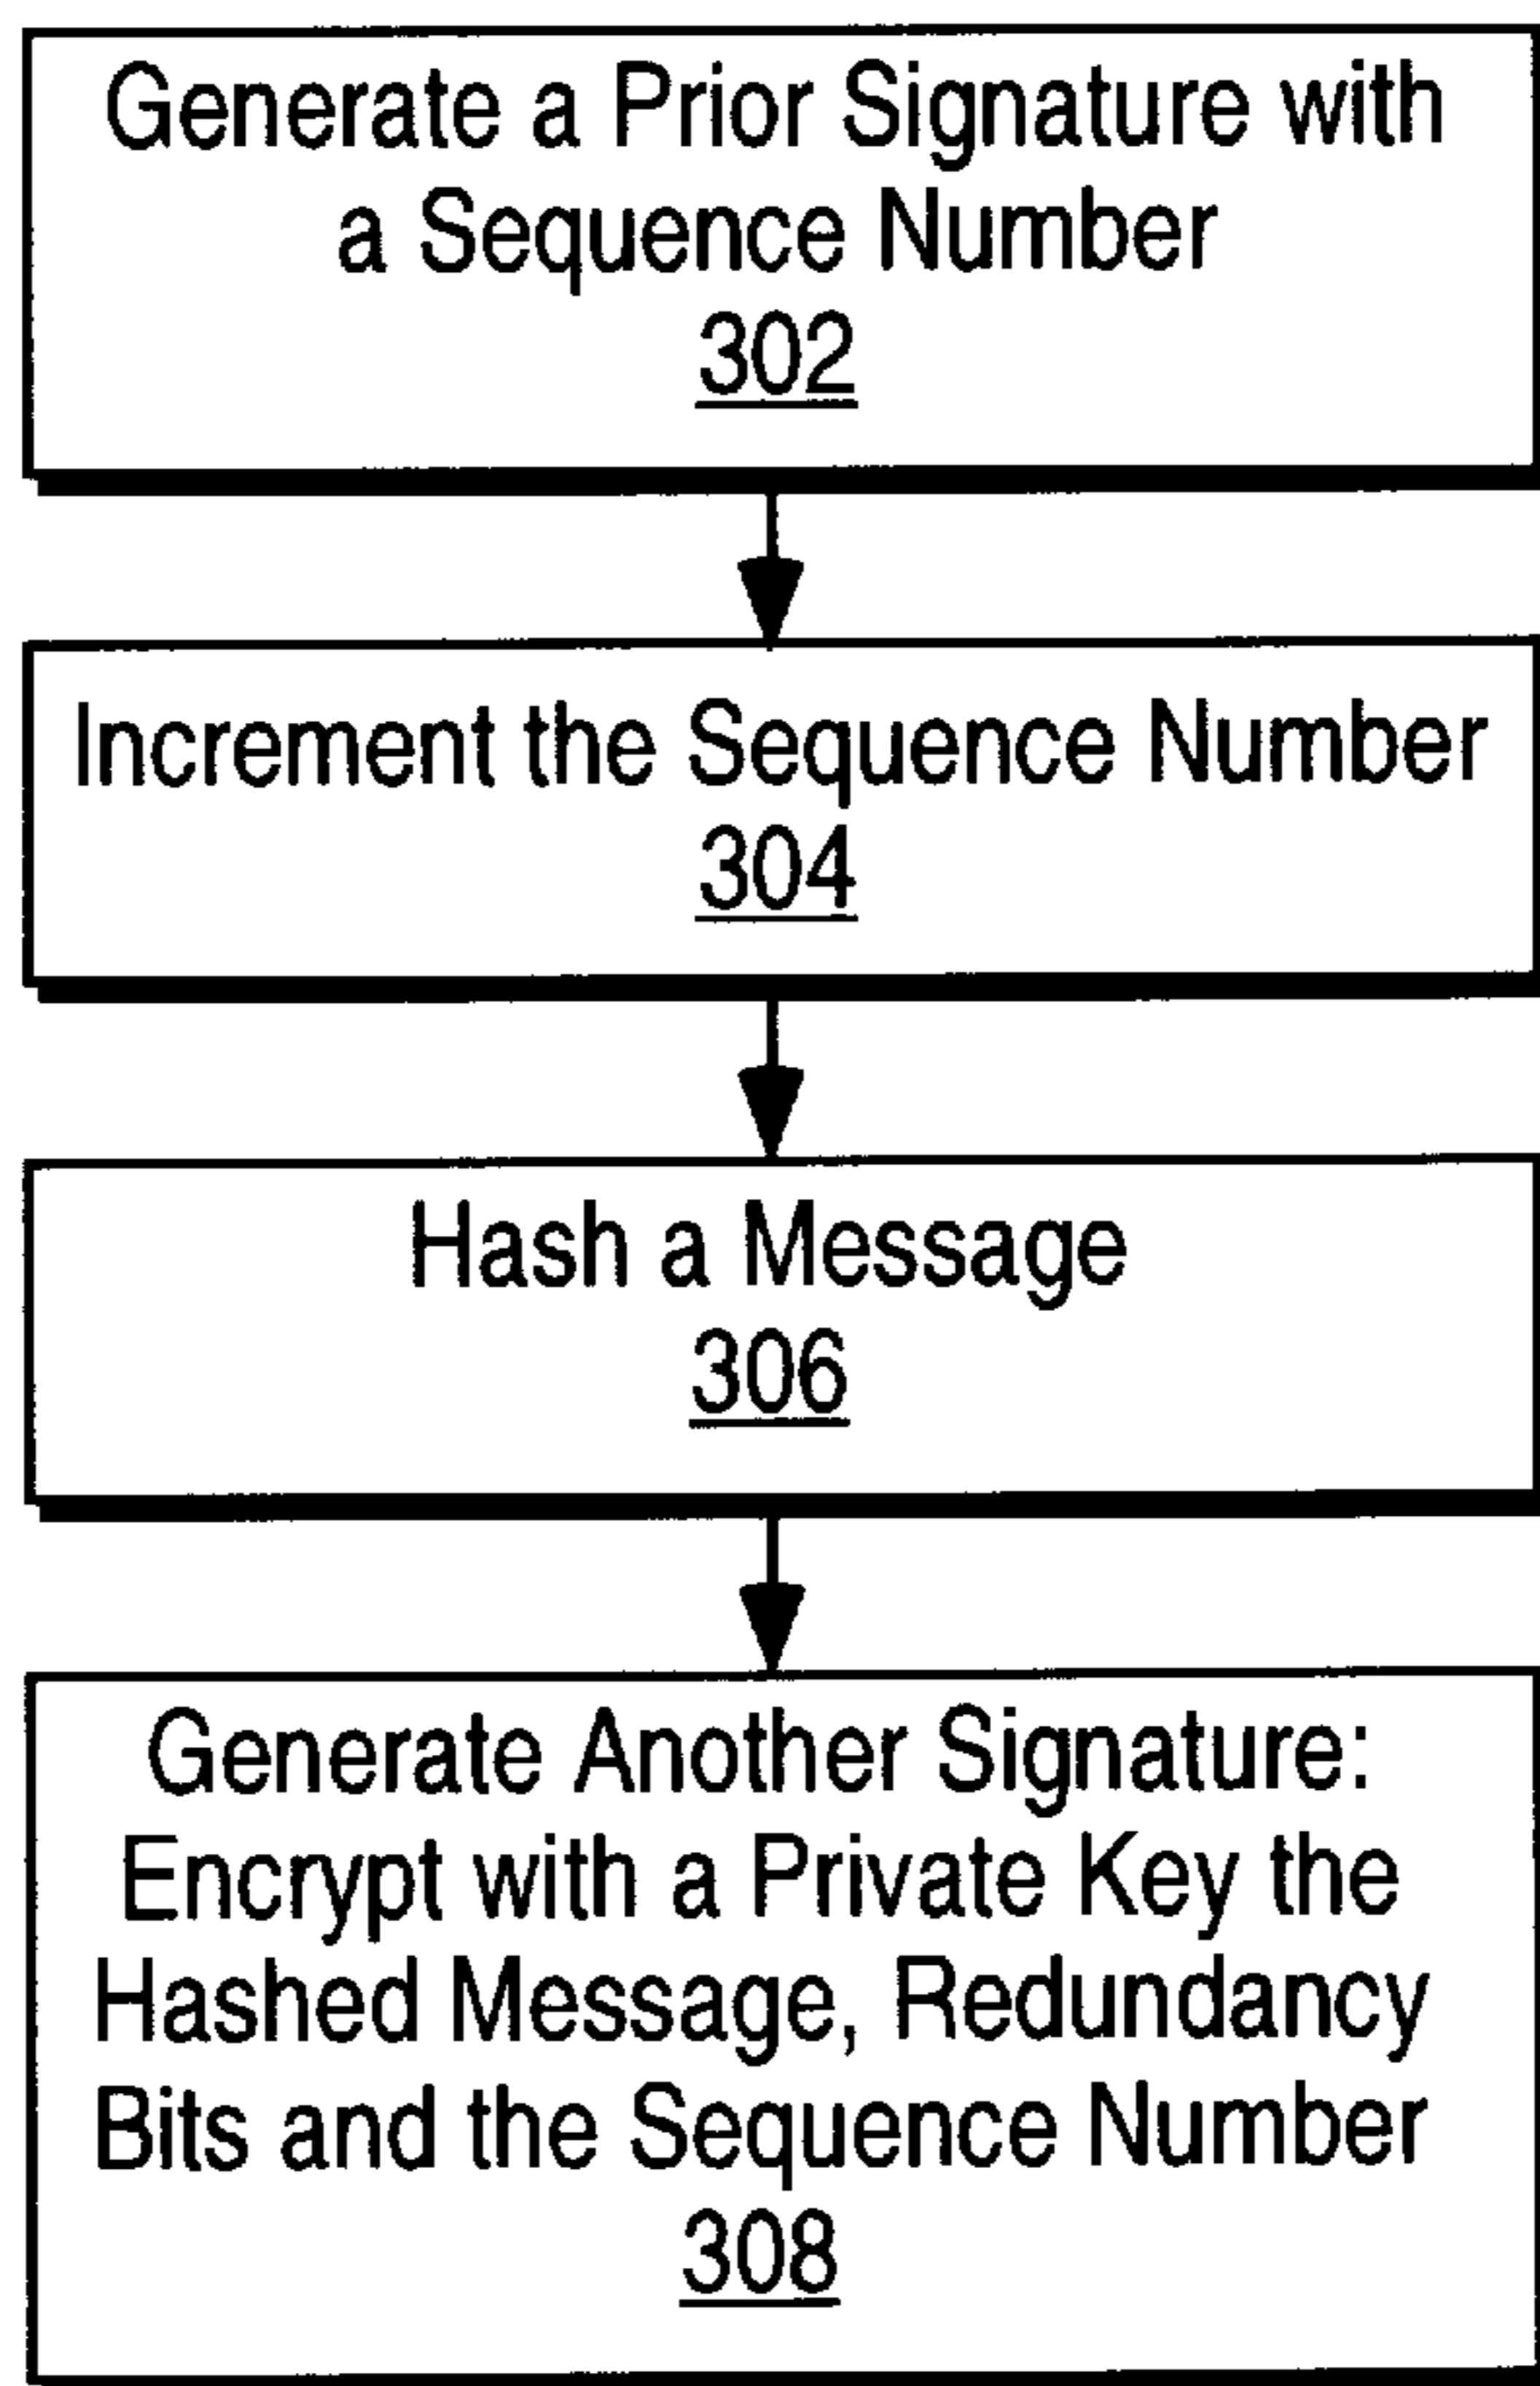 Generate a Prior Signature with
a Sequence Number
302
Increment the Sequence Number
304
Hash a Message
306
Generate Another Signature:
Encrypt with a Private Key the
Hashed Message, Redundancy
Bits and the Sequence Number
308